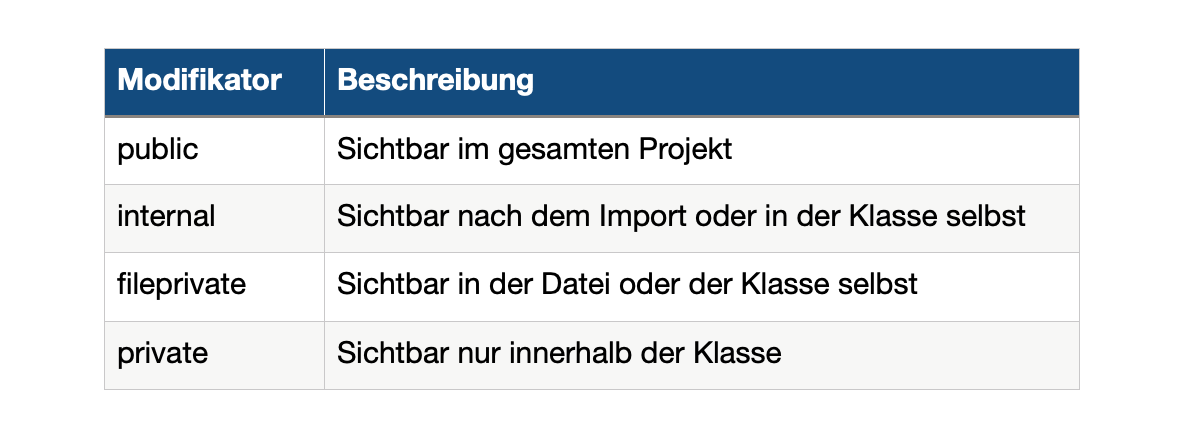 Modifikator Beschreibung
public Sichtbar im gesamten Projekt
internal Sichtbar nach dem Import oder in der Klasse selbst
fileprivate Sichtbar in der Datei oder der Klasse selbst
private Sichtbar nur innerhalb der Klasse